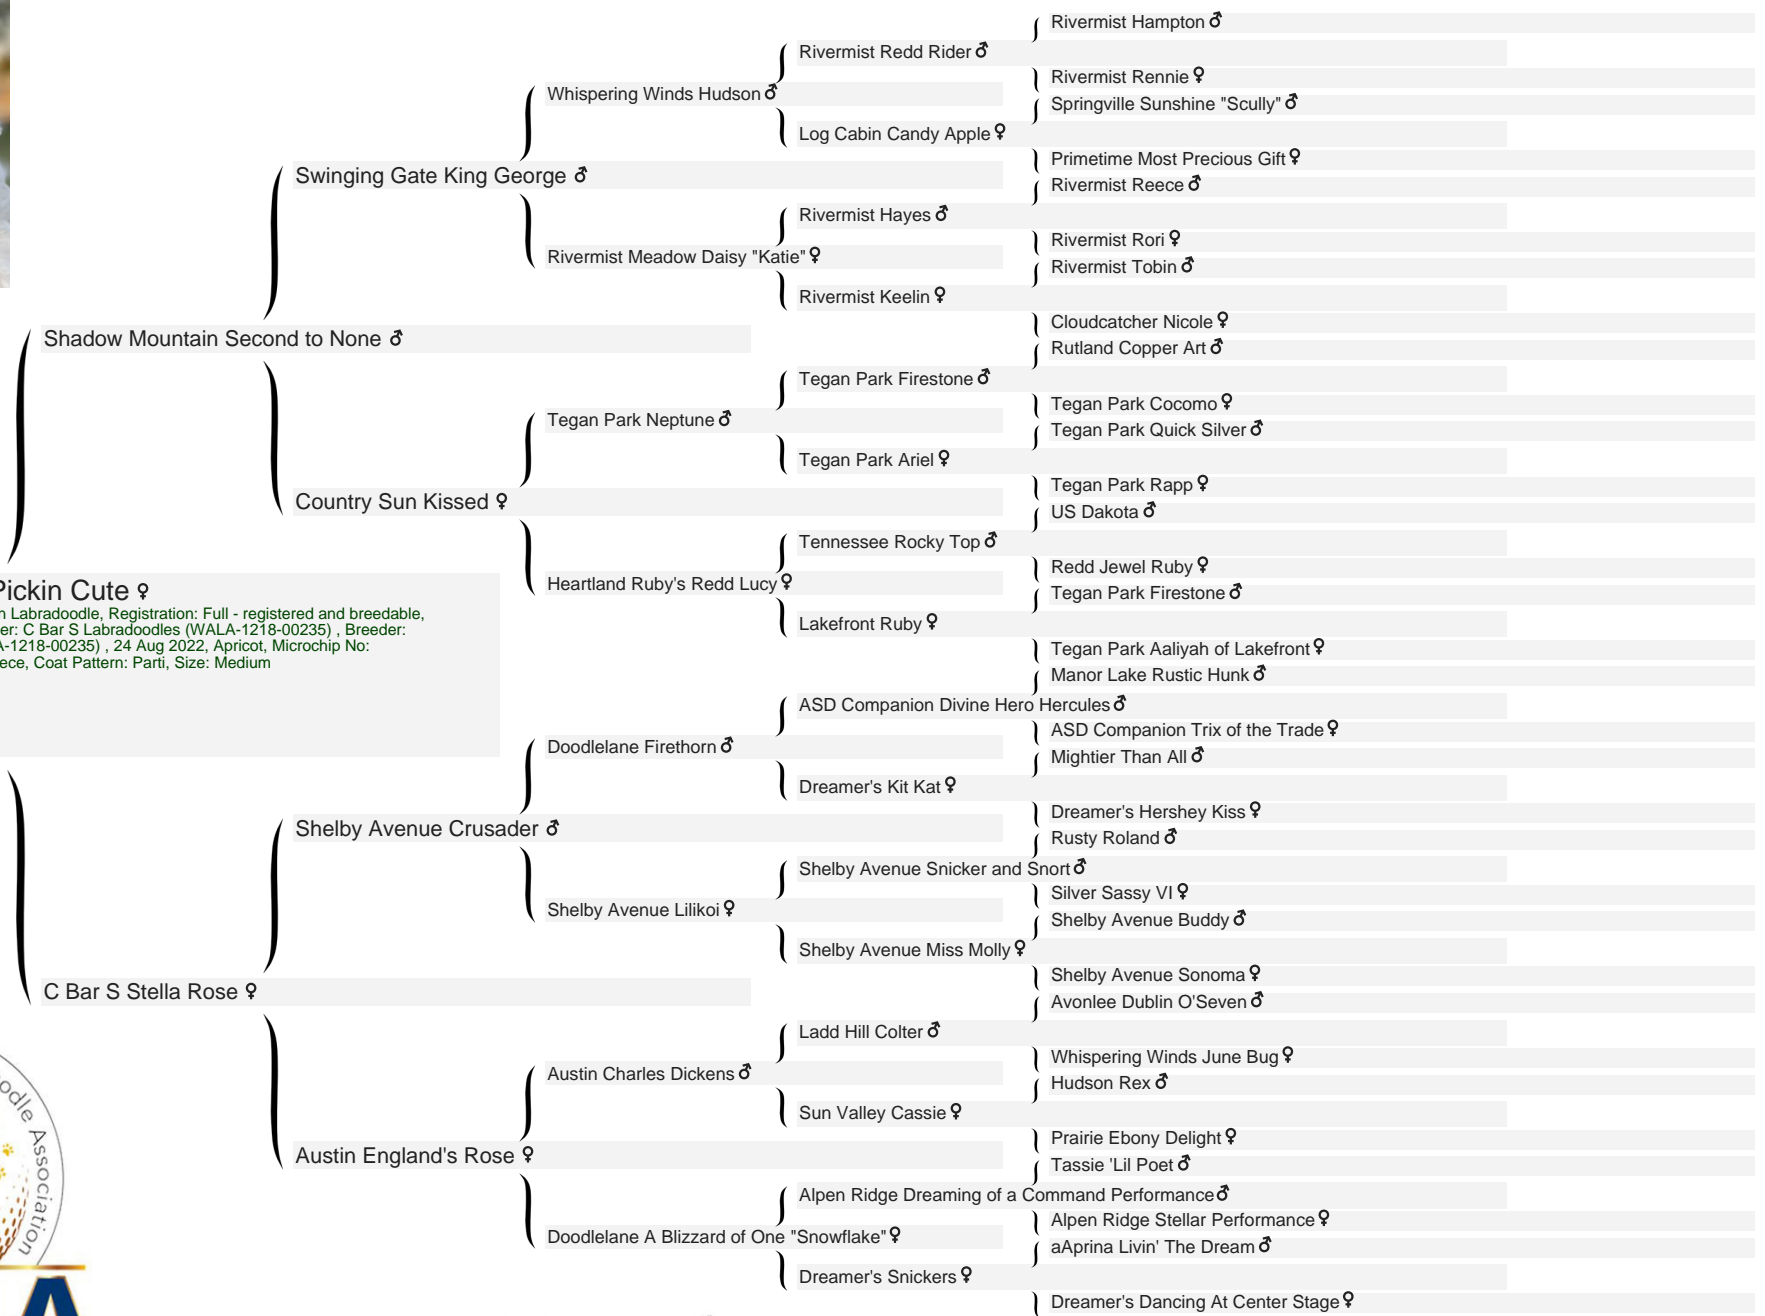 Rivermist Hampton ♂
Rivermist Redd Rider ♂
Rivermist Rennie ♀
Whispering Winds Hudson ♂
Springville Sunshine "Scully" ♂
Log Cabin Candy Apple ♀
Primetime Most Precious Gift ♀
Swinging Gate King George ♂
Rivermist Reece ♂
Rivermist Hayes ♂
Rivermist Rori ♀
Rivermist Meadow Daisy "Katie" ♀
Rivermist Tobin ♂
Rivermist Keelin ♀
Cloudcatcher Nicole ♀
Shadow Mountain Second to None ♂
Rutland Copper Art ♂
Tegan Park Firestone ♂
Tegan Park Cocomo ♀
Tegan Park Neptune ♂
Tegan Park Quick Silver ♂
Tegan Park Ariel ♀
Tegan Park Rapp ♀
Country Sun Kissed ♀
US Dakota ♂
Tennessee Rocky Top ♂
Redd Jewel Ruby ♀
Heartland Ruby's Redd Lucy ♀
Tegan Park Firestone ♂
Lakefront Ruby ♀
Tegan Park Aaliyah of Lakefront ♀
Pickin Cute ♀
n Labradoodle, Registration: Full - registered and breedable,
er: C Bar S Labradoodles (WALA-1218-00235) , Breeder:
A-1218-00235) , 24 Aug 2022, Apricot, Microchip No:
ece, Coat Pattern: Parti, Size: Medium
Manor Lake Rustic Hunk ♂
ASD Companion Divine Hero Hercules ♂
ASD Companion Trix of the Trade ♀
Doodlelane Firethorn ♂
Mightier Than All ♂
Dreamer's Kit Kat ♀
Dreamer's Hershey Kiss ♀
Shelby Avenue Crusader ♂
Rusty Roland ♂
Shelby Avenue Snicker and Snort ♂
Silver Sassy VI ♀
Shelby Avenue Lilikoi ♀
Shelby Avenue Buddy ♂
Shelby Avenue Miss Molly ♀
Shelby Avenue Sonoma ♀
C Bar S Stella Rose ♀
Avonlee Dublin O'Seven ♂
Ladd Hill Colter ♂
Whispering Winds June Bug ♀
Austin Charles Dickens ♂
Hudson Rex ♂
Sun Valley Cassie ♀
Prairie Ebony Delight ♀
Austin England's Rose ♀
Tassie 'Lil Poet ♂
Alpen Ridge Dreaming of a Command Performance ♂
Alpen Ridge Stellar Performance ♀
Doodlelane A Blizzard of One "Snowflake" ♀
aAprina Livin' The Dream ♂
Dreamer's Snickers ♀
Dreamer's Dancing At Center Stage ♀
oodle Association
A